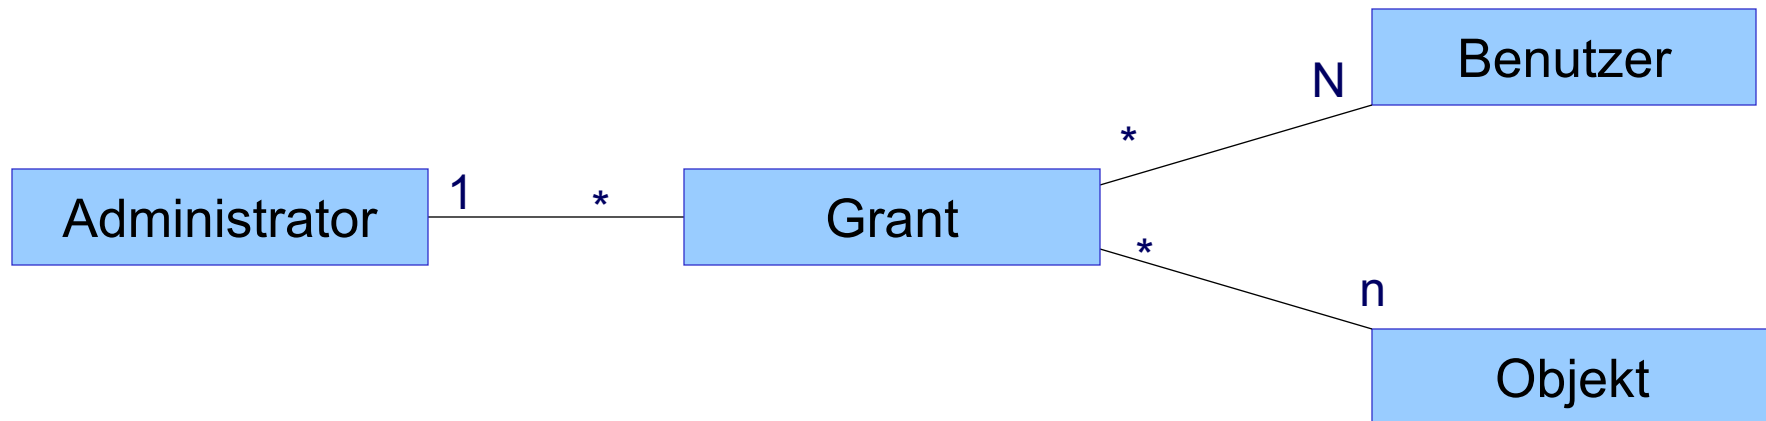 Benutzer
N
*
Administrator
1
*
Grant
*
n
Objekt